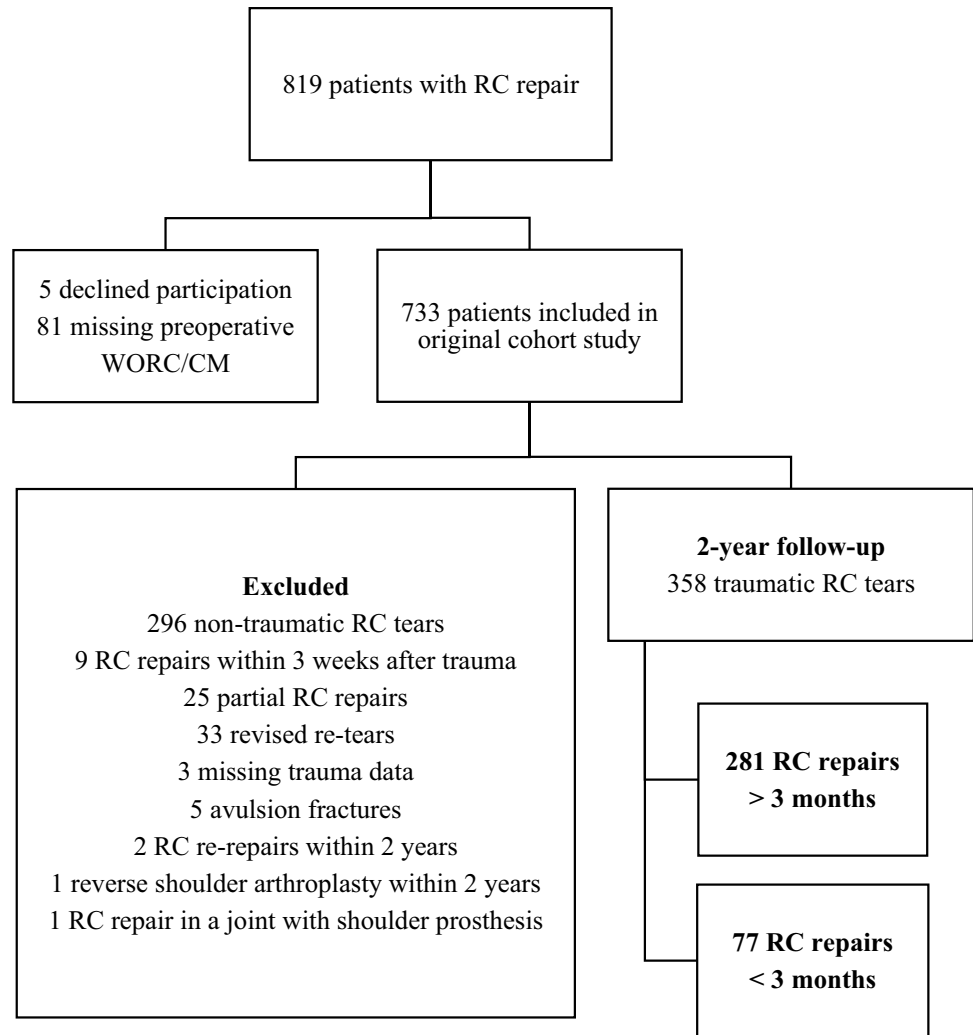 819 patients with RC repair
5 declined participation
81 missing preoperative
WORC/CM
733 patients included in
original cohort study
Excluded
296 non-traumatic RC tears
9 RC repairs within 3 weeks after trauma
25 partial RC repairs
33 revised re-tears
3 missing trauma data
5 avulsion fractures
2 RC re-repairs within 2 years
1 reverse shoulder arthroplasty within 2 years
1 RC repair in a joint with shoulder prosthesis
2-year follow-up
358 traumatic RC tears
281 RC repairs
> 3 months
77 RC repairs
< 3 months